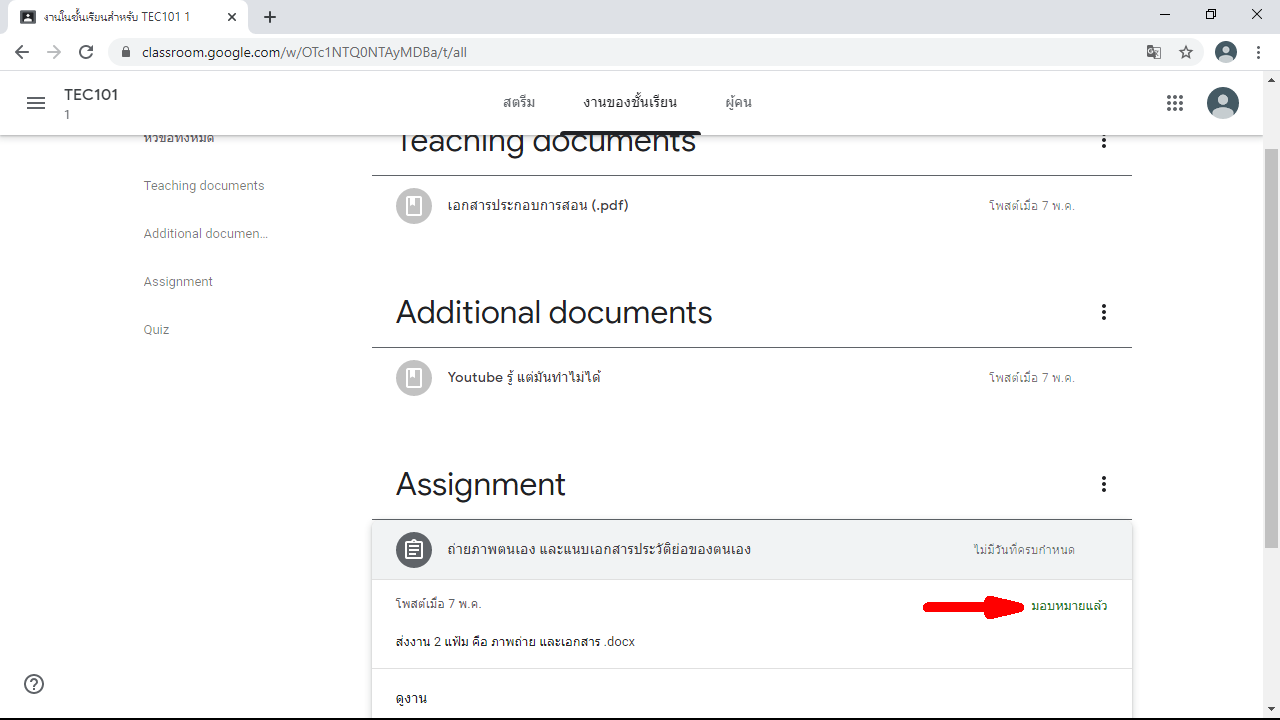 งานในชั้นเรียนสำหรับ TEC101 1
classroom.google.com/w/OTc1NTQ0NTAyMDBa/t/all
TEC101
1
สตรีม
งานของชั้นเรียน
ผู้คน
หัวข้อทั้งหมด
Teaching documents
Additional documen...
Assignment
Quiz
Teaching documents
เอกสารประกอบการสอน (.pdf)
โพสต์เมื่อ 7 พ.ค.
Additional documents
Youtube รู้ แต่มันทำไม่ได้
โพสต์เมื่อ 7 พ.ค.
Assignment
ถ่ายภาพตนเอง และแนบเอกสารประวัติย่อของตนเอง
ไม่มีวันที่ครบกำหนด
โพสต์เมื่อ 7 พ.ค.
มอบหมายแล้ว
ส่งงาน 2 แฟ้ม คือ ภาพถ่าย และเอกสาร .docx
ดูงาน